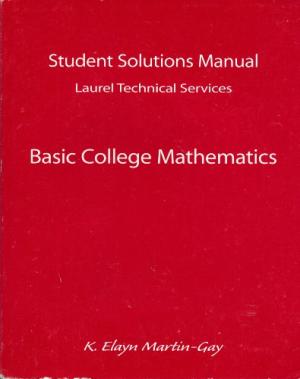 Student Solutions Manual
Laurel Technical Services
Basic College Mathematics
K. Elayn Martin-Gay